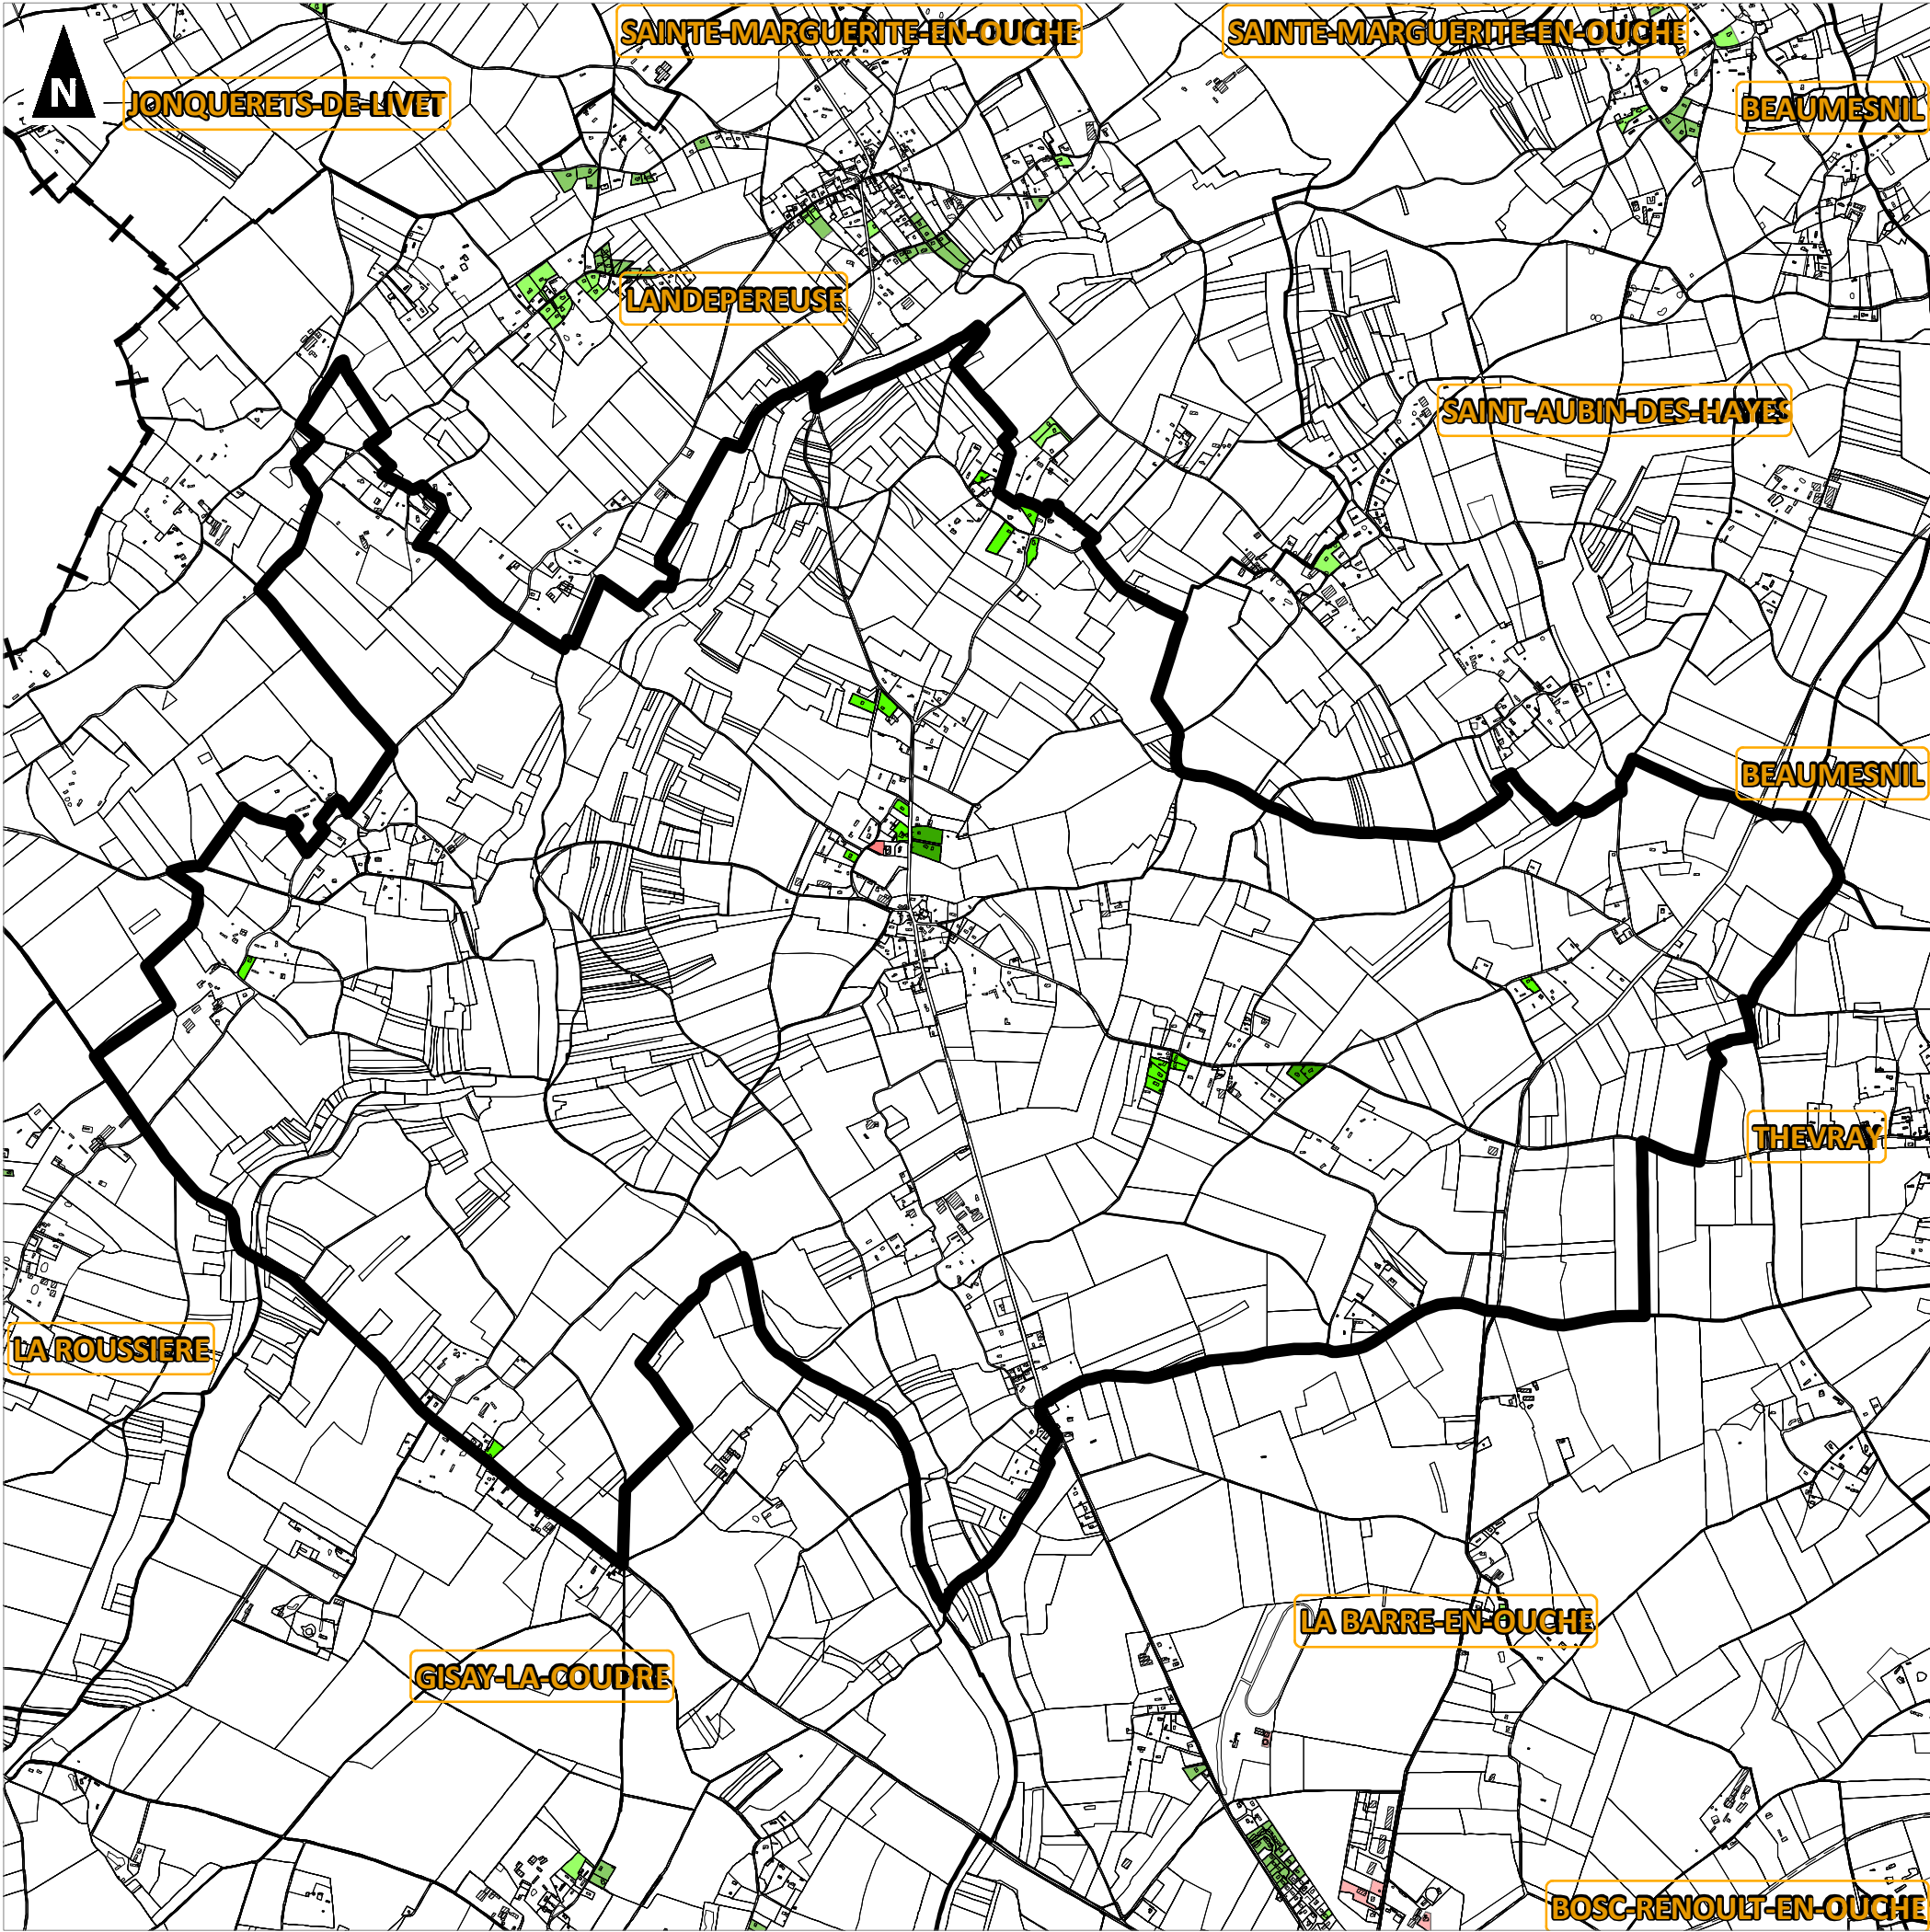 SAINTE-MARGUERITE-EN-OUCHE
SAINTE-MARGUERITE-EN-OUCHE
N
JONQUERETS-DE-LIVET
BEAUMESNIL
LANDEPEREUSE
SAINT-AUBIN-DES-HAYES
BEAUMESNIL
THEVRAY
LA ROUSSIERE
LA BARRE-EN-OUCHE
GISAY-LA-COUDRE
BOSC-RENOULT-EN-OUCHE